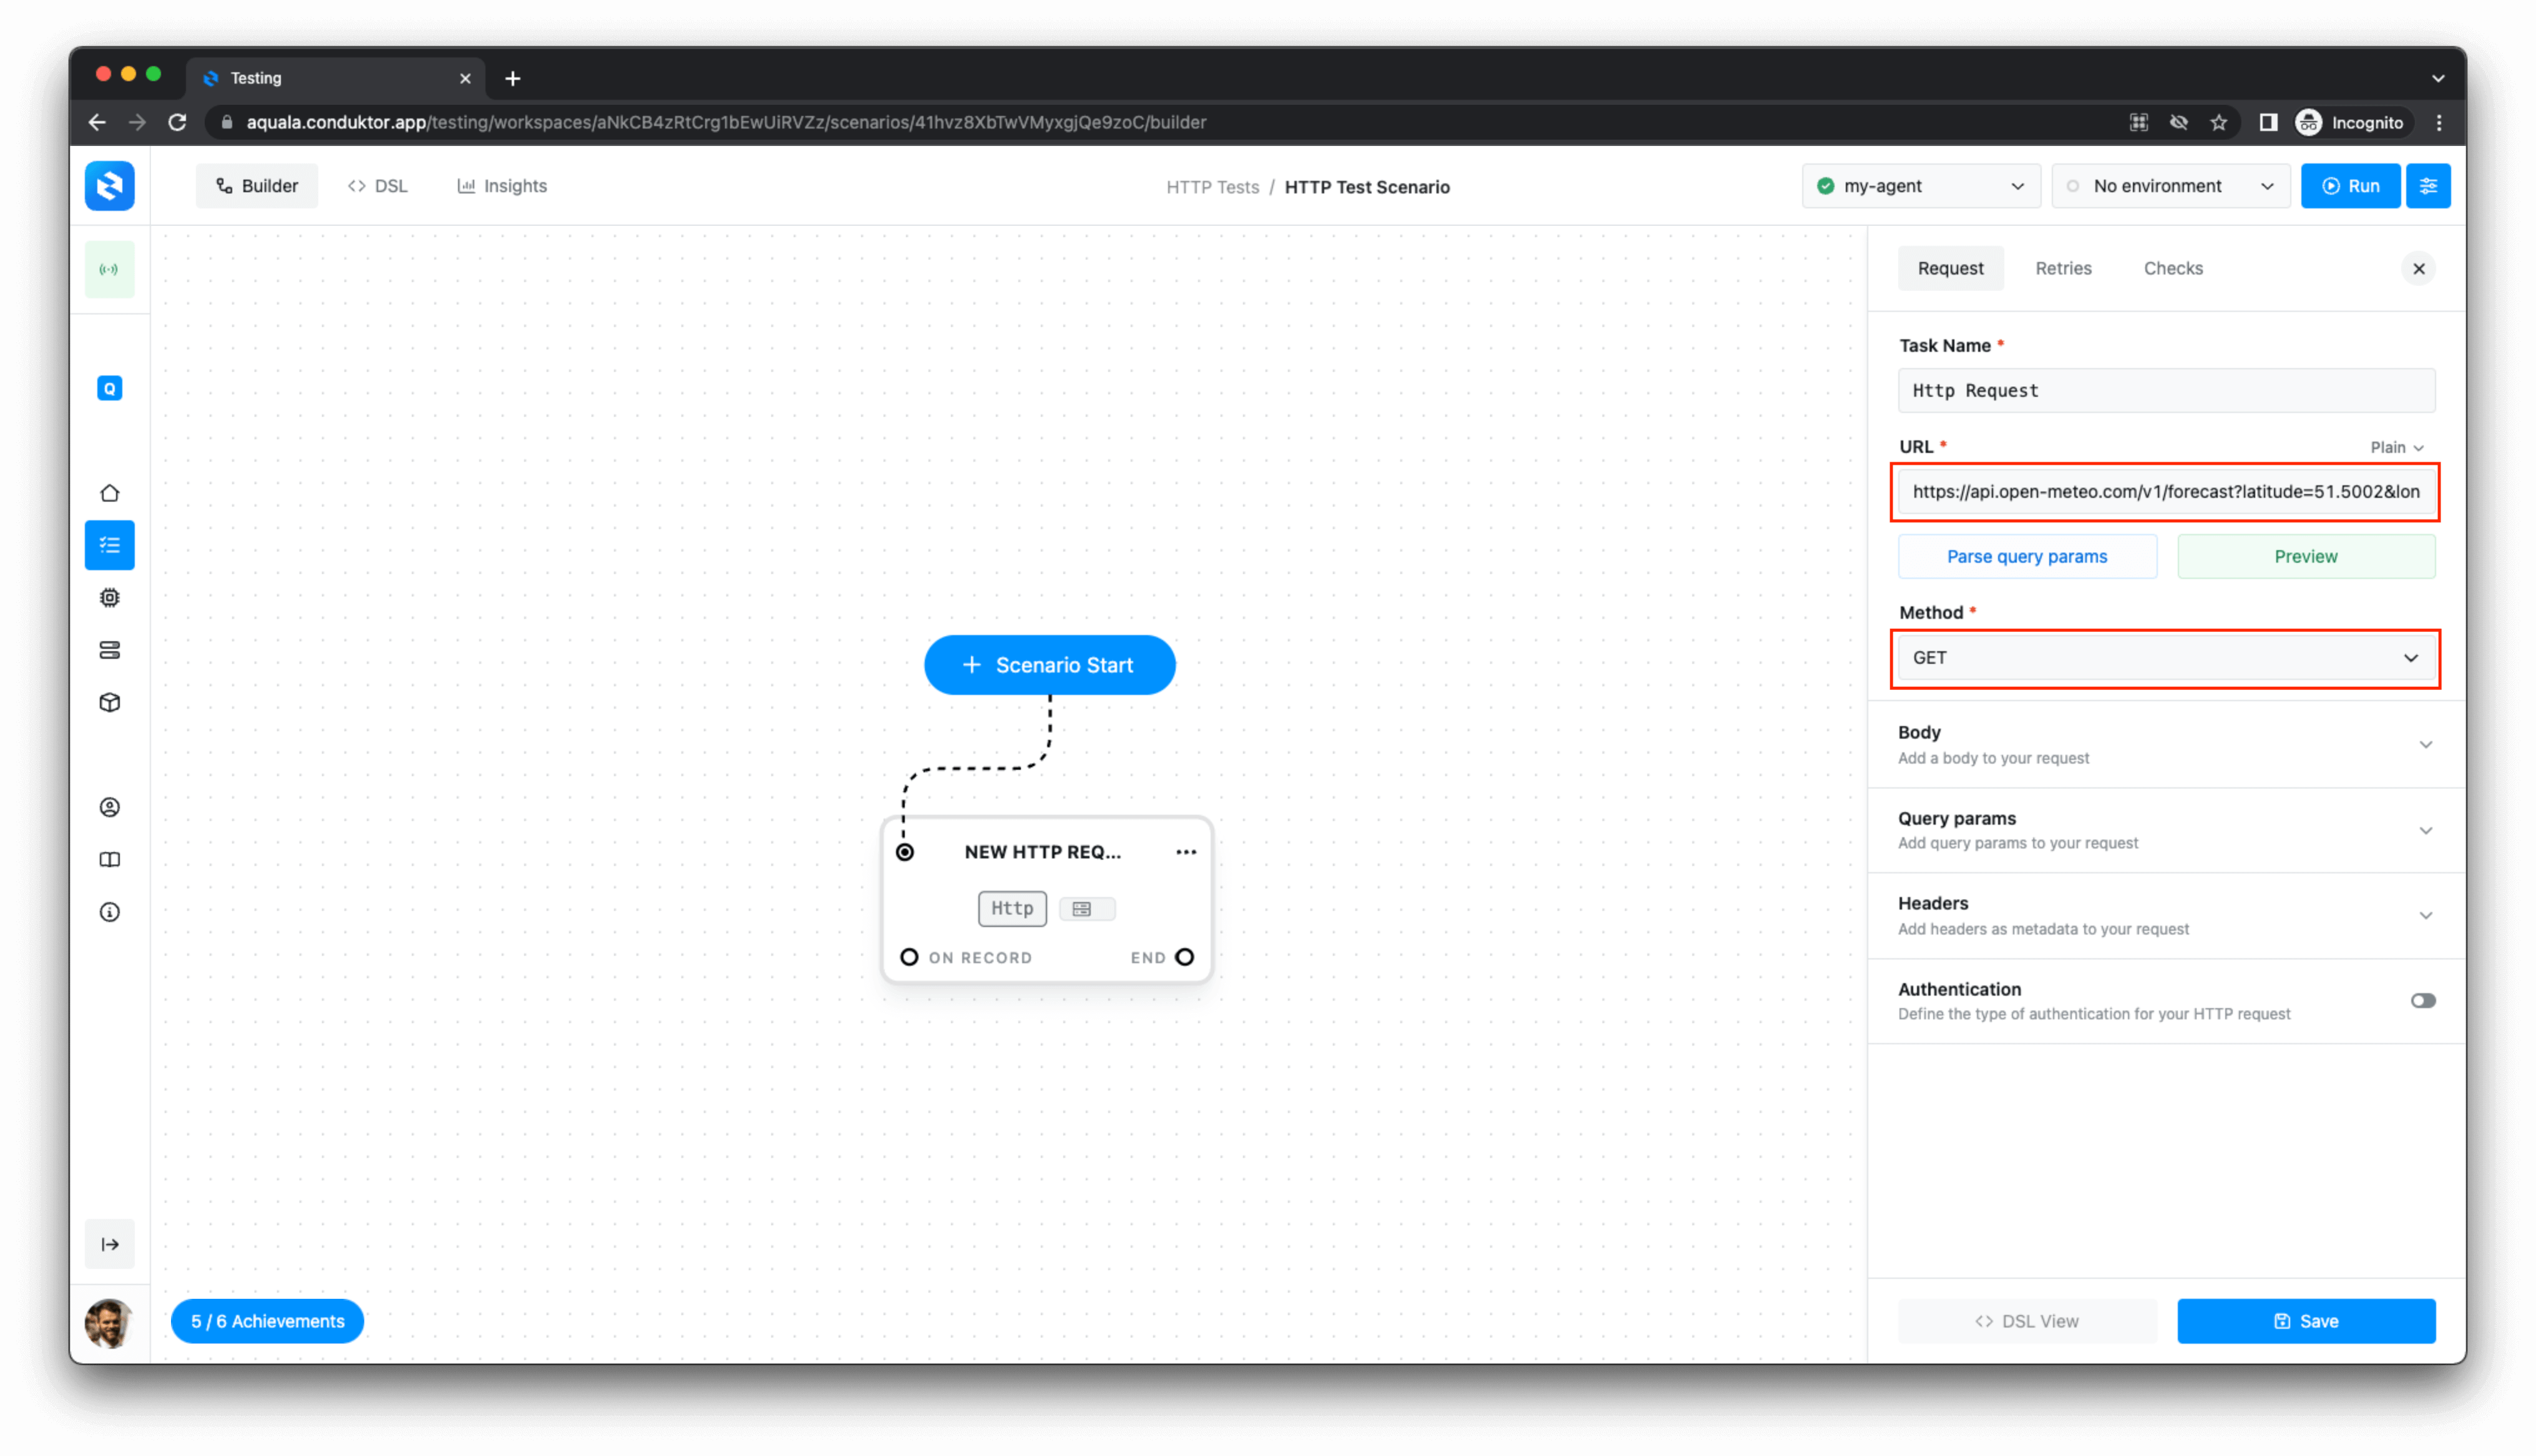 Testing
aquala.conduktor.app/testing/workspaces/aNkCB4zRtCrg1bEwUiRVZz/scenarios/41hvz8XbTwVMyxgjQe9zoC/builder
Incognito
Builder
<> DSL
Insights
HTTP Tests / HTTP Test Scenario
my-agent
No environment
Run
Q
Request
Retries
Checks
Task Name *
Http Request
URL *
Plain
https://api.open-meteo.com/v1/forecast?latitude=51.5002&lon
Parse query params
Preview
Method *
GET
+ Scenario Start
NEW HTTP REQ...
Http
ON RECORD
END
Body
Add a body to your request
Query params
Add query params to your request
Headers
Add headers as metadata to your request
Authentication
Define the type of authentication for your HTTP request
5 / 6 Achievements
<> DSL View
Save